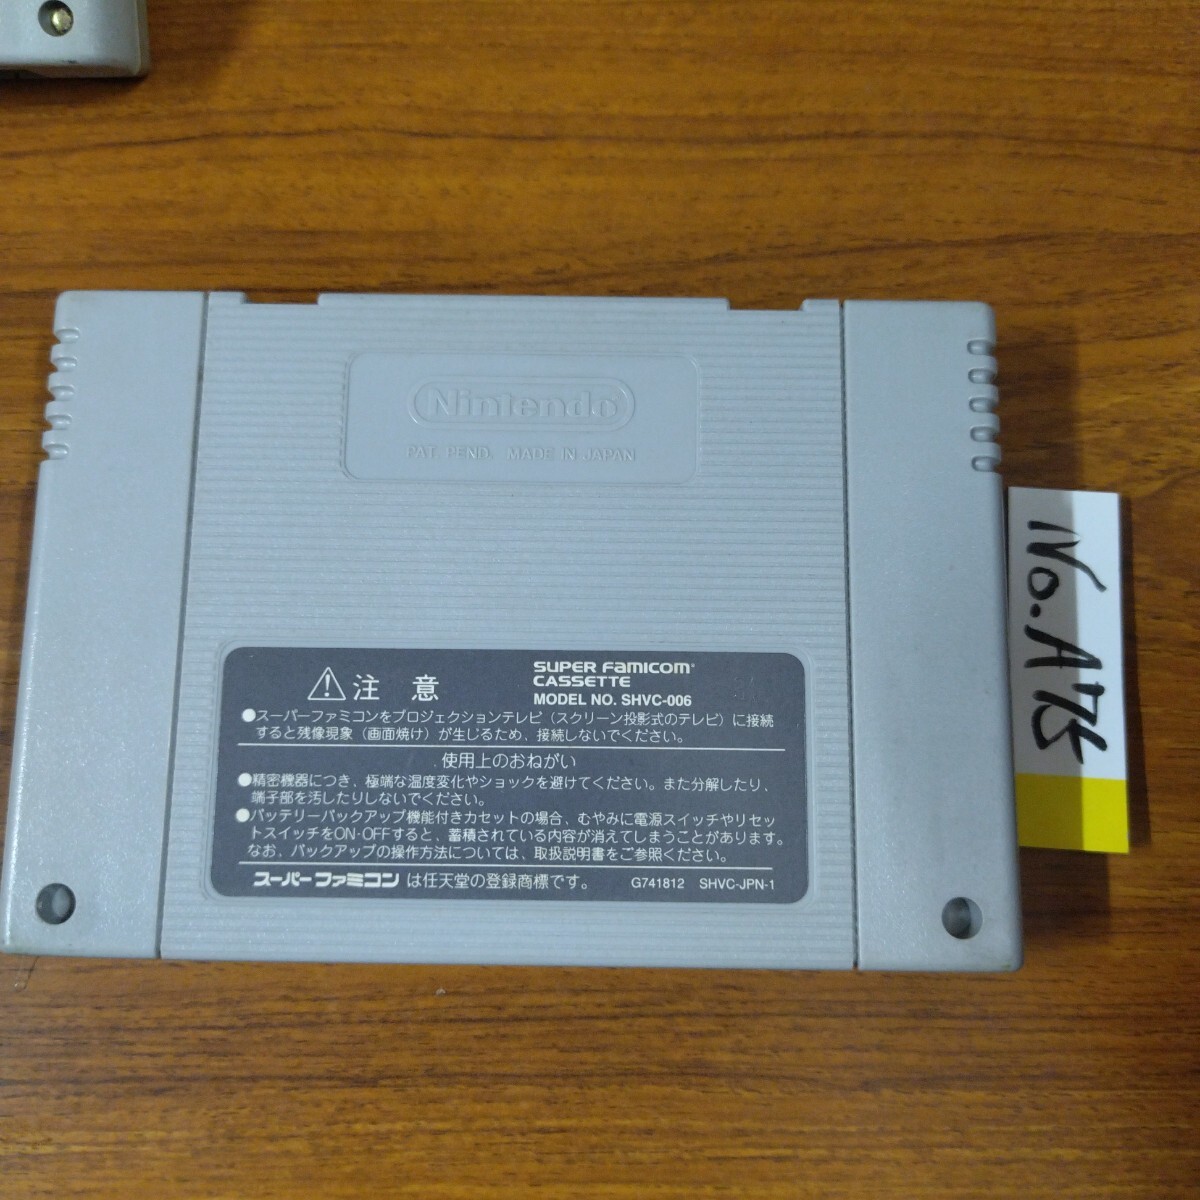 Nintendo
PAT. PEND. MADE IN JAPAN
⚠注 意
SUPER FAMICOM
CASSETTE
MODEL NO. SHVC-006
●スーパーファミコンをプロジェクションテレビ（スクリーン投影式のテレビ）に接続
すると残像現象（画面焼け）が生じるため、接続しないでください。
使用上のおねがい
●精密機器につき、極端な温度変化やショックを避けてください。また分解したり、
端子部を汚したりしないでください。
●バッテリーバックアップ機能付きカセットの場合、むやみに電源スイッチやリセッ
トスイッチをON-OFFすると、蓄積されている内容が消えてしまうことがあります。
なお、バックアップの操作方法については、取扱説明書をご参照ください。
スーパーファミコン は任天堂の登録商標です。 G741812 SHVC-JPN-1
No. A75